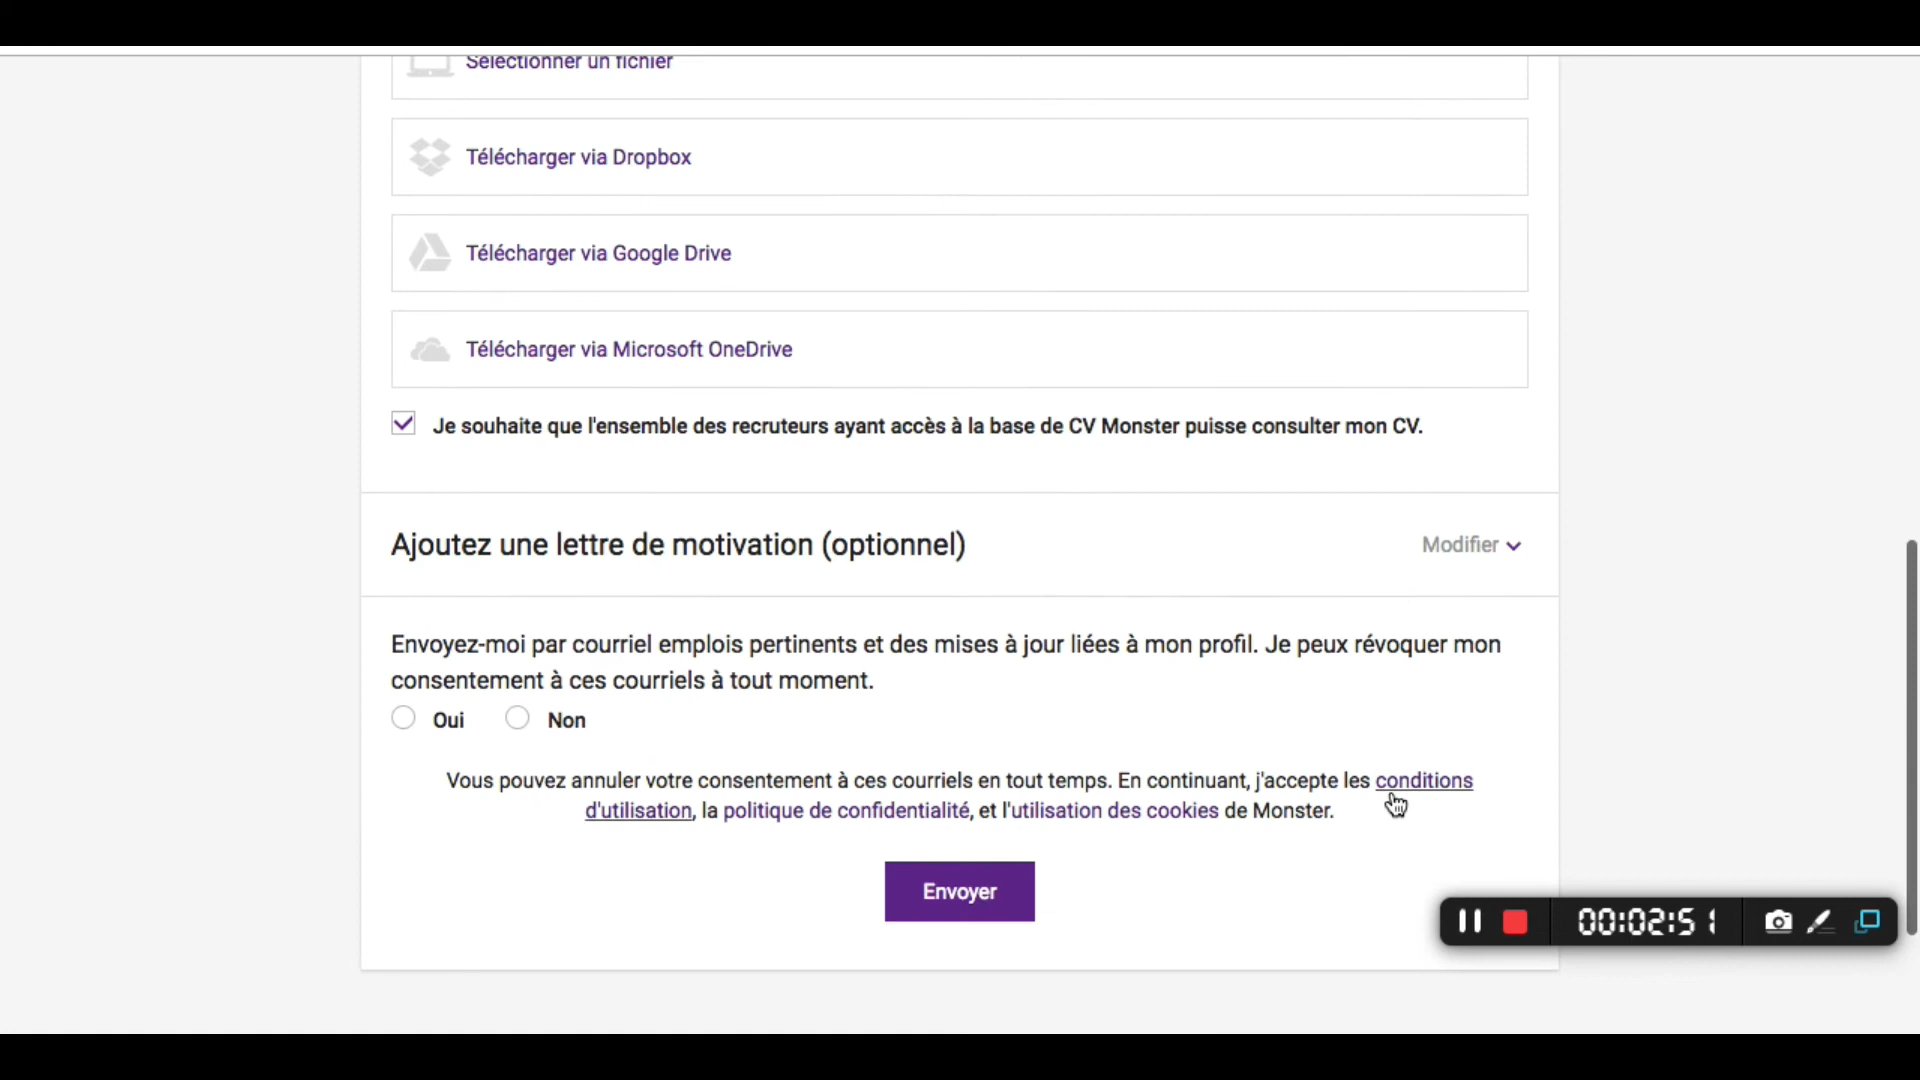 Sélectionner un fichier
Télécharger via Dropbox
Télécharger via Google Drive
Télécharger via Microsoft OneDrive
Je souhaite que l'ensemble des recruteurs ayant accès à la base de CV Monster puisse consulter mon CV.
Ajoutez une lettre de motivation (optionnel)
Modifier
Envoyez-moi par courriel emplois pertinents et des mises à jour liées à mon profil. Je peux révoquer mon
consentement à ces courriels à tout moment.
Oui Non
Vous pouvez annuler votre consentement à ces courriels en tout temps. En continuant, j'accepte les conditions
d'utilisation, la politique de confidentialité, et l'utilisation des cookies de Monster.
Envoyer
00:02:51